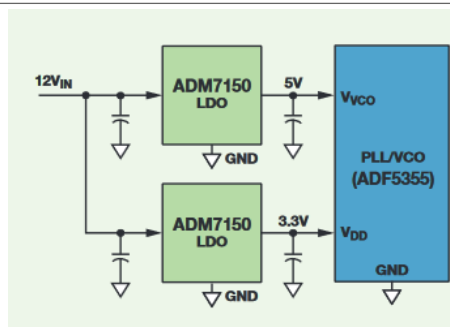 12VIN
ADM7150
LDO
5V
GND
VVCO
PLL/VCO
(ADF5355)
ADM7150
LDO
3.3V
GND
VDD
GND